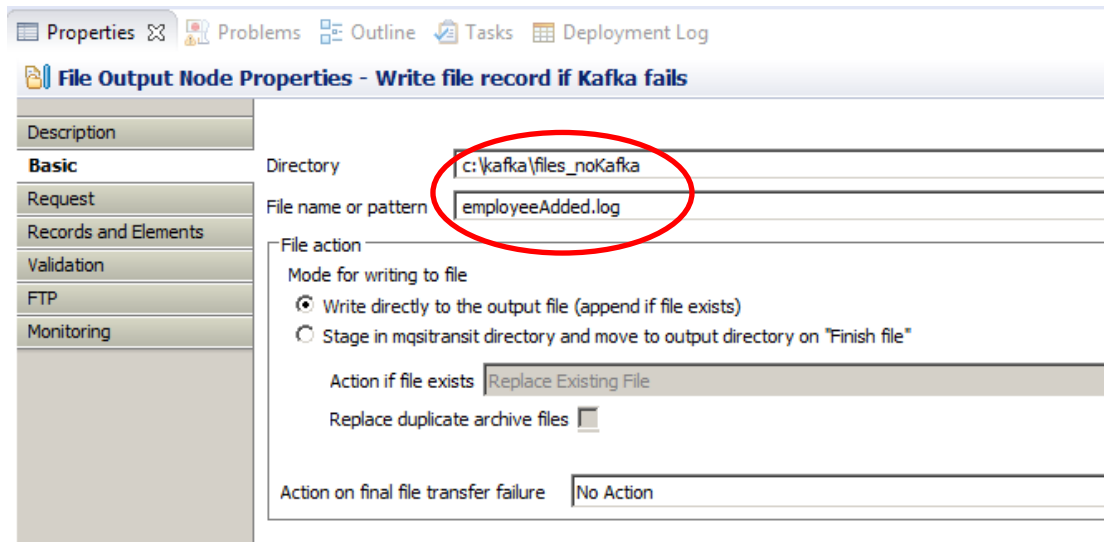 Properties Problems Outline Tasks Deployment Log
File Output Node Properties - Write file record if Kafka fails
Description
Basic
Request
Records and Elements
Validation
FTP
Monitoring
Directory c:\kafka\files_noKafka
File name or pattern employeeAdded.log
File action
Mode for writing to file
Write directly to the output file (append if file exists)
Stage in mqsitransit directory and move to output directory on "Finish file"
Action if file exists Replace Existing File
Replace duplicate archive files
Action on final file transfer failure No Action